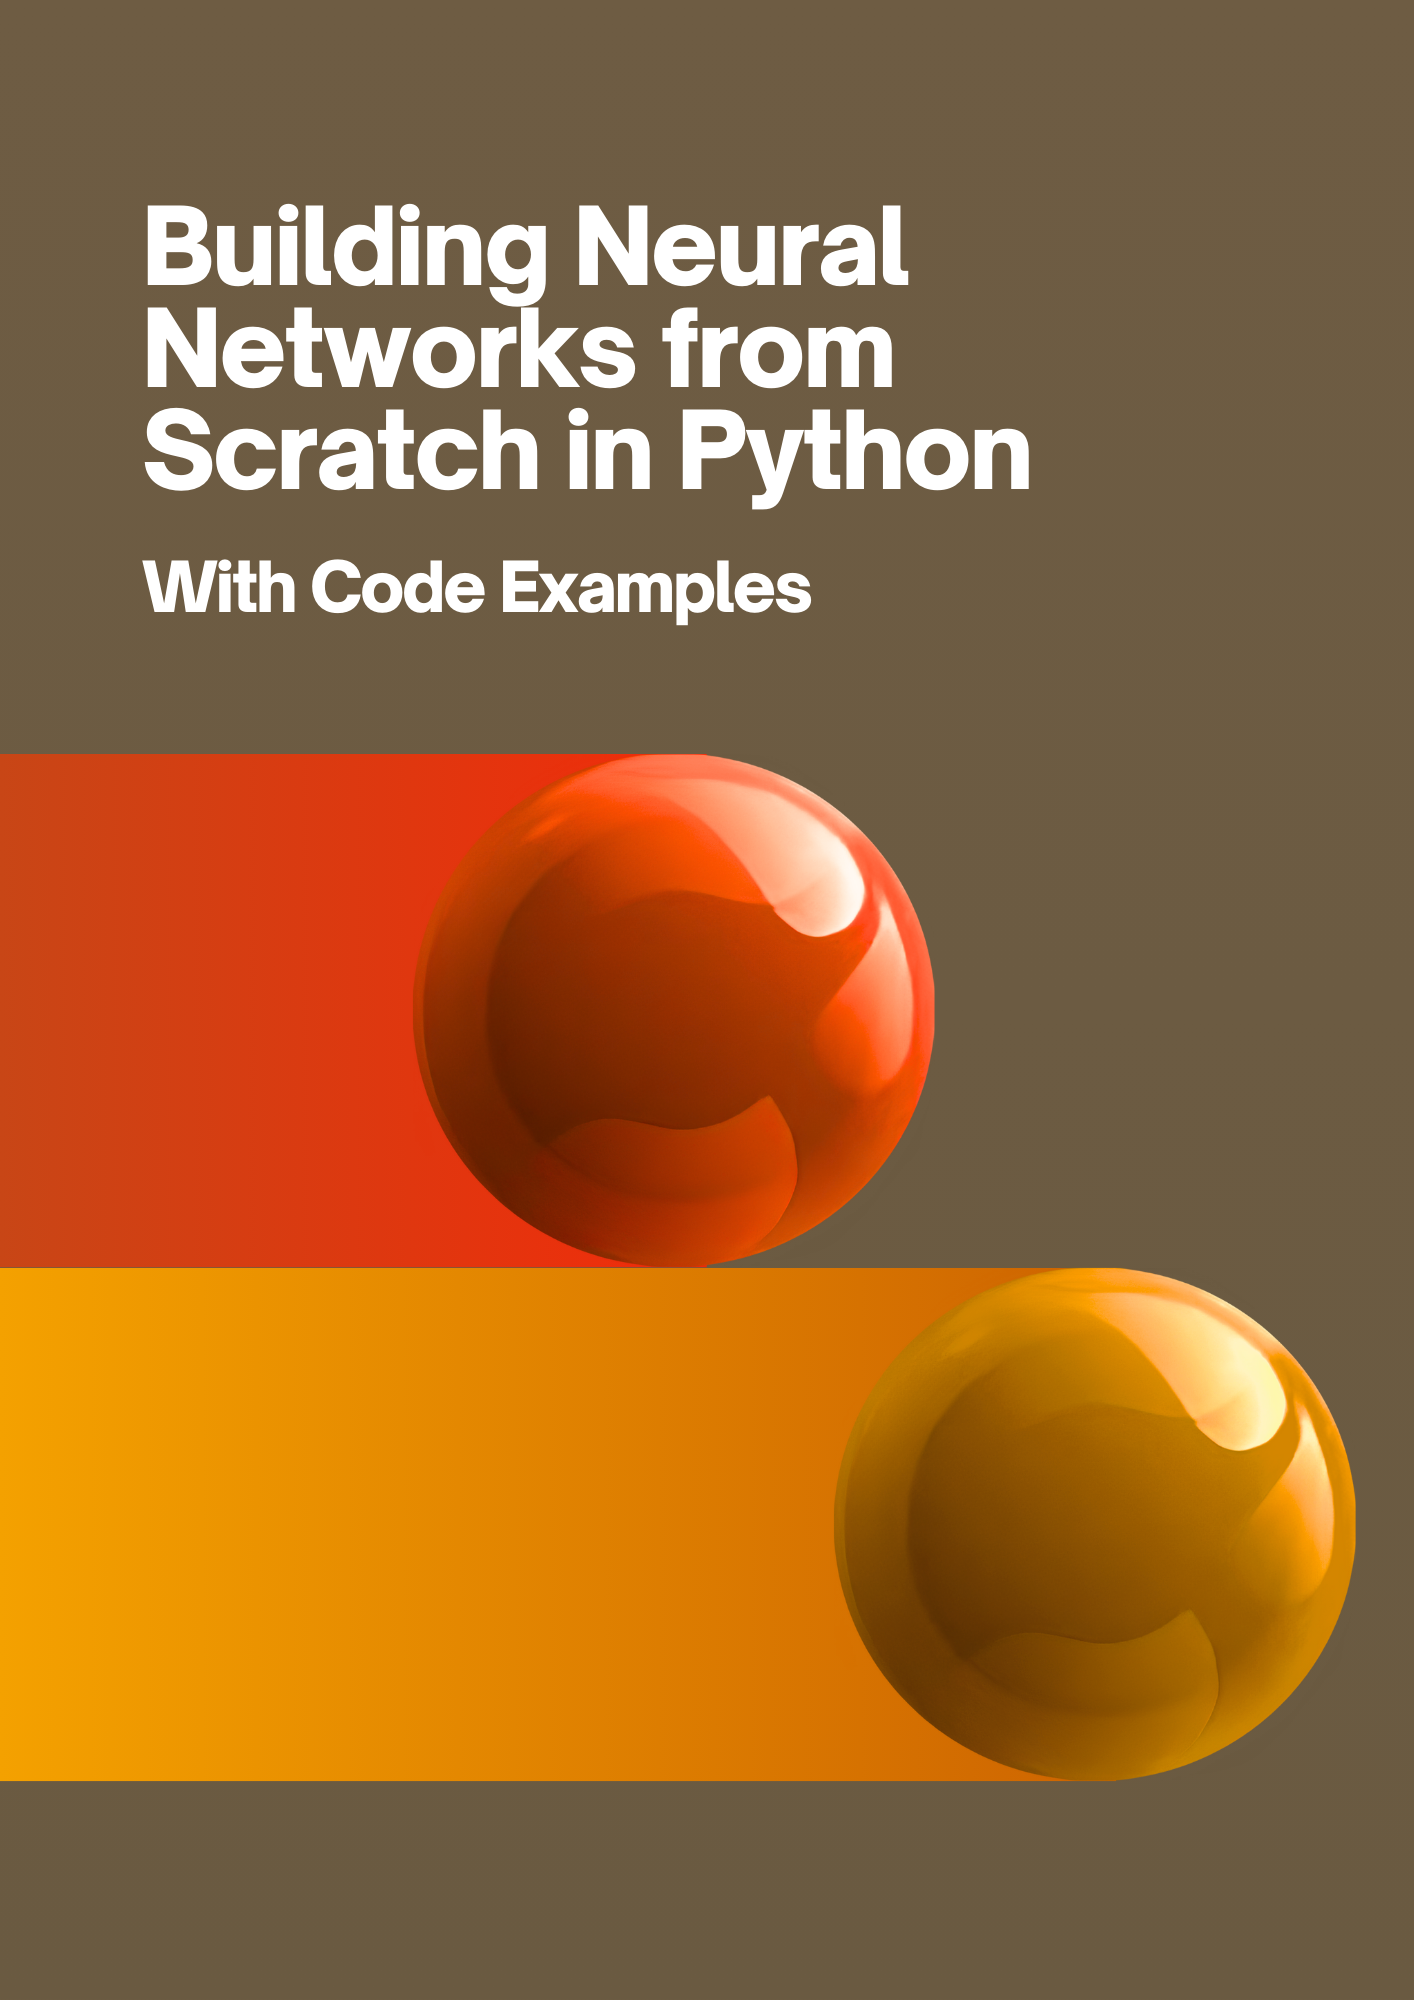 Building Neural
Networks from
Scratch in Python
With Code Examples